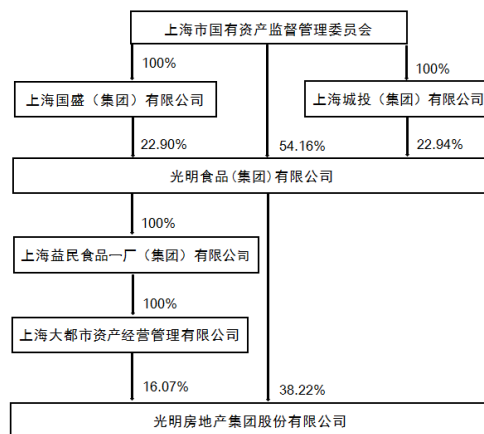 上海市国有资产监督管理委员会
100%
100%
上海国盛（集团）有限公司
上海城投（集团）有限公司
22.90%
54.16%
22.94%
光明食品(集团)有限公司
100%
上海益民食品一厂（集团）有限公司
100%
上海大都市资产经营管理有限公司
16.07%
38.22%
光明房地产集团股份有限公司